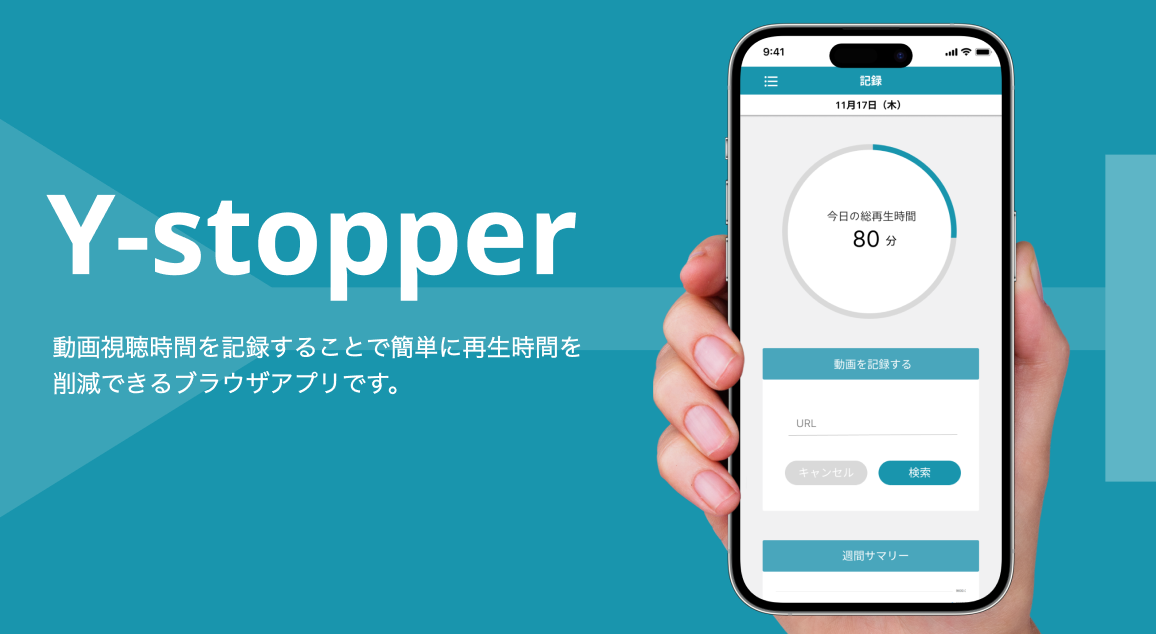 Y-stopper
動画視聴時間を記録することで簡単に再生時間を
削減できるブラウザアプリです。
9:41
記録
11月17日（木）
今日の総再生時間
80 分
動画を記録する
URL
キャンセル 検索
週間サマリー